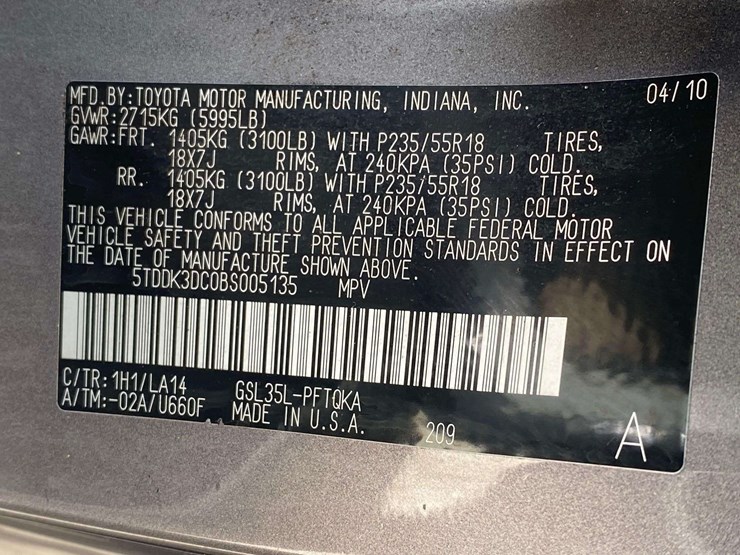 MFD.BY:TOYOTA MOTOR MANUFACTURING, INDIANA, INC. 04/10
GVWR:2715KG (5995LB)
GAWR:FRT. 1405KG (3100LB) WITH P235/55R18 TIRES,
18X7J RIMS, AT 240KPA (35PSI) COLD.
RR. 1405KG (3100LB) WITH P235/55R18 TIRES,
18X7J RIMS, AT 240KPA (35PSI) COLD.
THIS VEHICLE CONFORMS TO ALL APPLICABLE FEDERAL MOTOR
VEHICLE SAFETY AND THEFT PREVENTION STANDARDS IN EFFECT ON
THE DATE OF MANUFACTURE SHOWN ABOVE.
5TDDK3DC0BS005135 MPV
C/TR:1H1/LA14 GSL35L-PFTQKA
A/TM:-02A/U660F MADE IN U.S.A. 209 A